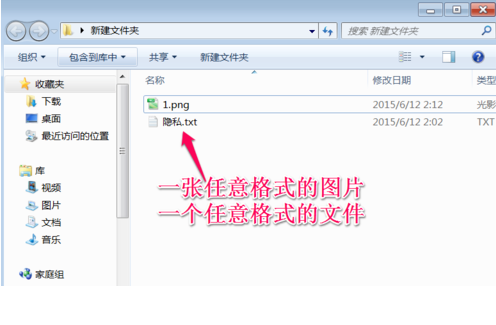 新建文件夹
搜索 新建文件夹
组织 包含到库中 共享 新建文件夹
收藏夹
下载
桌面
最近访问的位置
库
视频
图片
文档
音乐
家庭组
名称 修改日期 类型
1.png 2015/6/12 2:12 光影
隐私.txt 2015/6/12 2:02 TXT
一张任意格式的图片
一个任意格式的文件